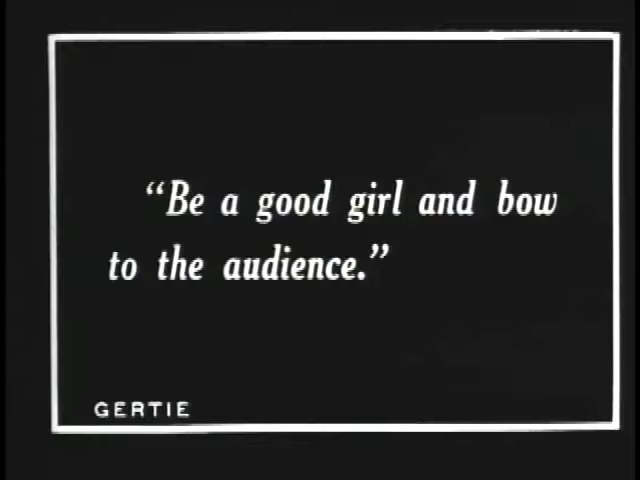 “Be a good girl and bow
to the audience.”
GERTIE